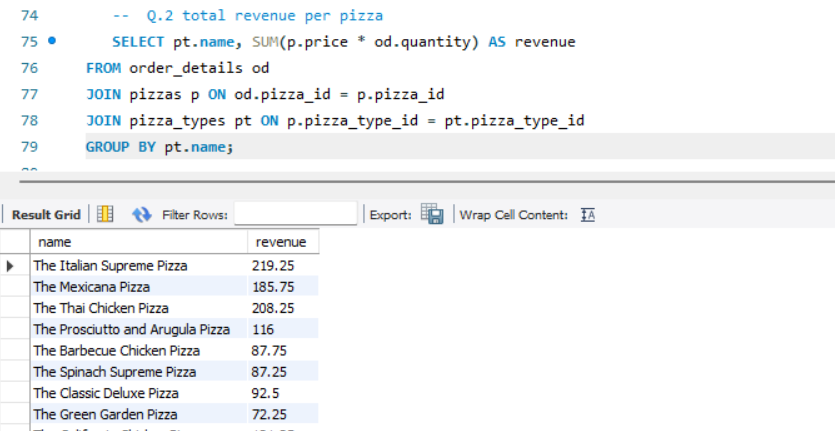 74 -- Q.2 total revenue per pizza
75 SELECT pt.name, SUM(p.price * od.quantity) AS revenue
76 FROM order_details od
77 JOIN pizzas p ON od.pizza_id = p.pizza_id
78 JOIN pizza_types pt ON p.pizza_type_id = pt.pizza_type_id
79 GROUP BY pt.name;
Result Grid Filter Rows: Export: Wrap Cell Content: IA
name revenue
The Italian Supreme Pizza 219.25
The Mexicana Pizza 185.75
The Thai Chicken Pizza 208.25
The Prosciutto and Arugula Pizza 116
The Barbecue Chicken Pizza 87.75
The Spinach Supreme Pizza 87.25
The Classic Deluxe Pizza 92.5
The Green Garden Pizza 72.25